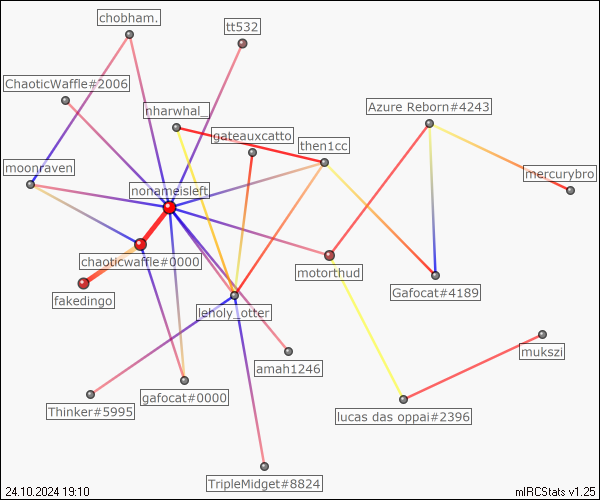 chobham.
tt532
ChaoticWaffle#2006
nharwhal_
Azure Reborn#4243
gateauxcatto
then1cc
moonraven
mercurybro
nonameisleft
chaoticwaffle#0000
motorthud
fakedingo
Gafocat#4189
leholy_otter
mukszi
amah1246
gafocat#0000
Thinker#5995
lucas das oppai#2396
TripleMidget#8824
24.10.2024 19:10
mIRCStats v1.25